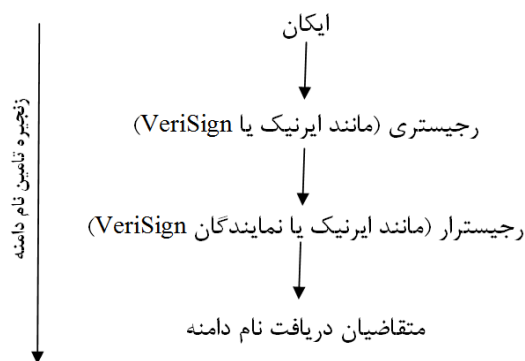 ایکان
رجیستری (مانند ایرنیک یا VeriSign)
رجیسترار (مانند ایرنیک یا نمایندگان VeriSign)
متقاضیان دریافت نام دامنه
زنجیره تامین نام دامنه